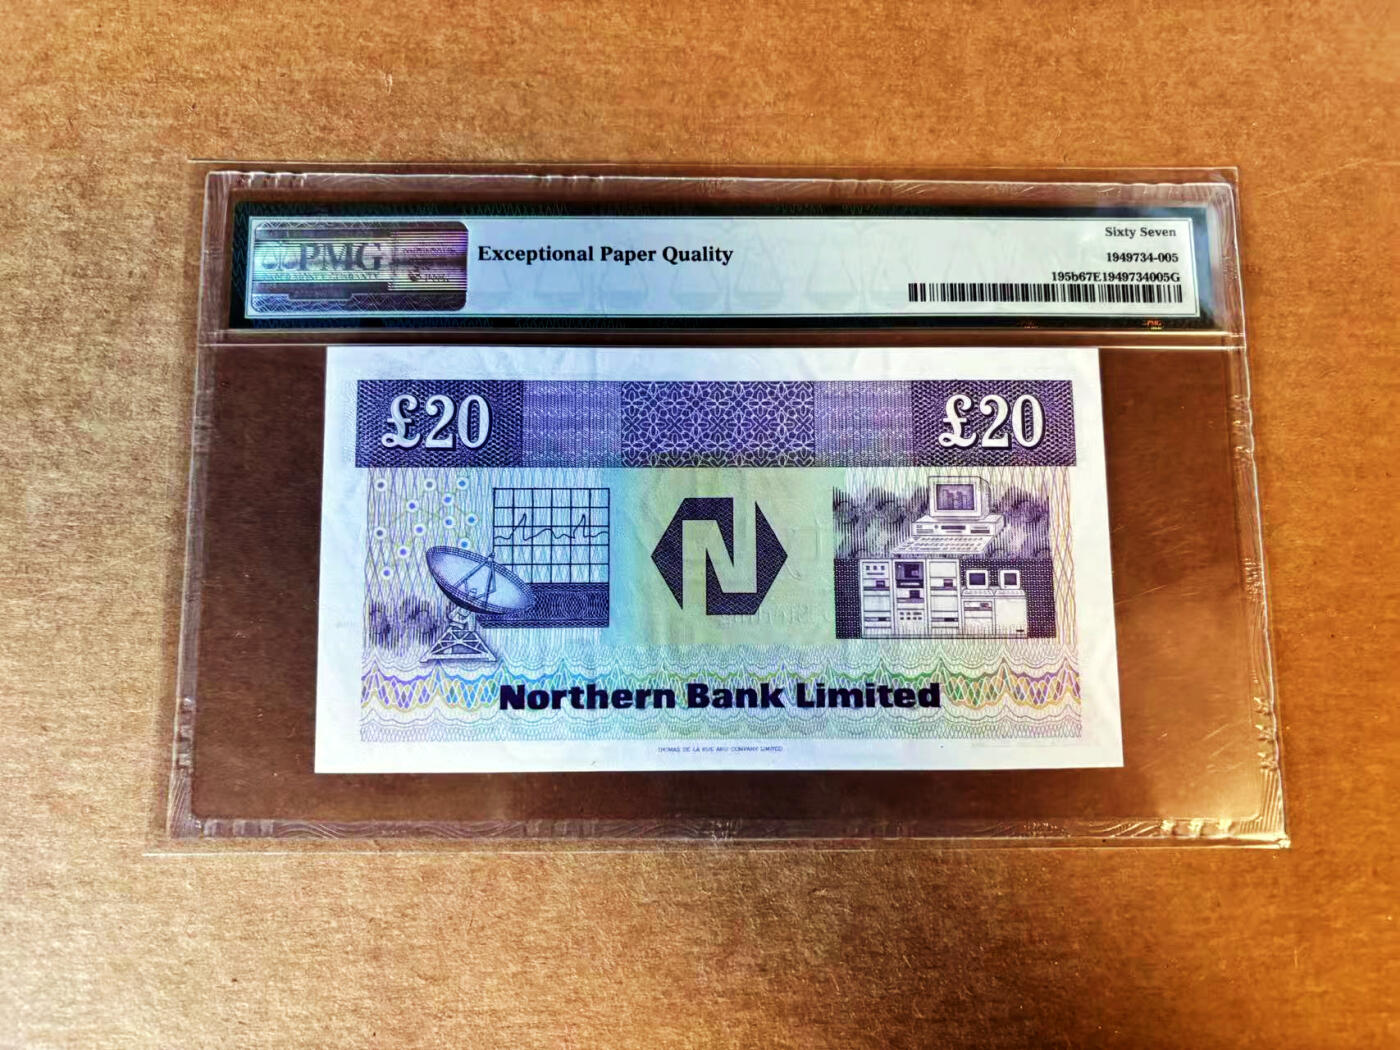 PMG
Exceptional Paper Quality
Sixty Seven
1949734-005
195b67E1949734005G
£20
£20
N
Northern Bank Limited
THOMAS DE LA RUE AND COMPANY LIMITED